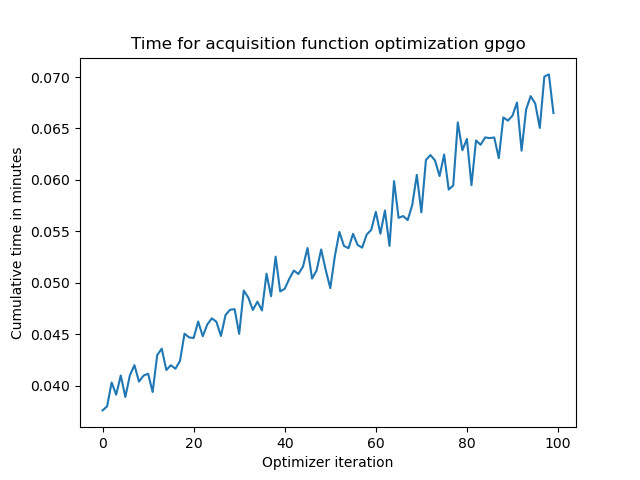 Time for acquisition function optimization gpgo
Cumulative time in minutes
0.070
0.065
0.060
0.055
0.050
0.045
0.040
0 20 40 60 80 100
Optimizer iteration